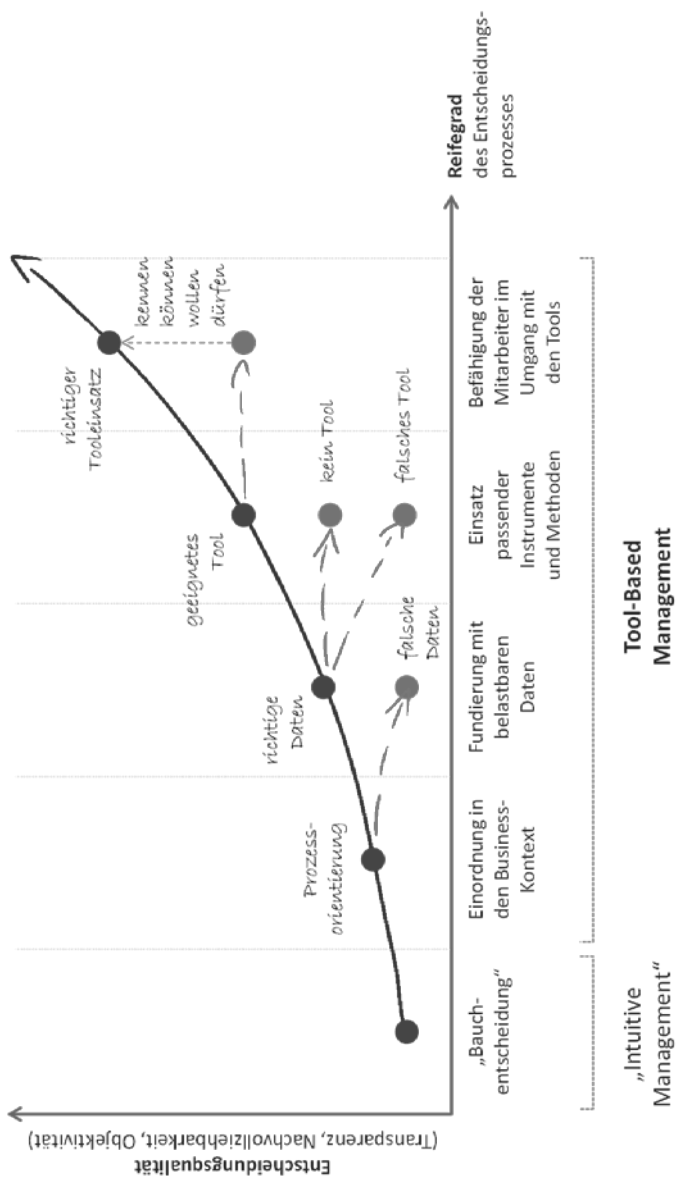 Entscheidungsqualität
(Transparenz, Nachvollziehbarkeit, Objektivität)
Prozess-
orientierung
richtige
Daten
falsche
Daten
geeignetes
Tool
kein Tool
falsches Tool
richtiger
Tooleinsatz
kennen
können
wollen
dürfen
Reifegrad
des Entscheidungs-
prozesses
„Bauch-
entscheidung“
Einordnung in
den Business-
Kontext
Fundierung mit
belastbaren
Daten
Einsatz
passender
Instrumente
und Methoden
Befähigung der
Mitarbeiter im
Umgang mit
den Tools
„Intuitive
Management“
Tool-Based
Management